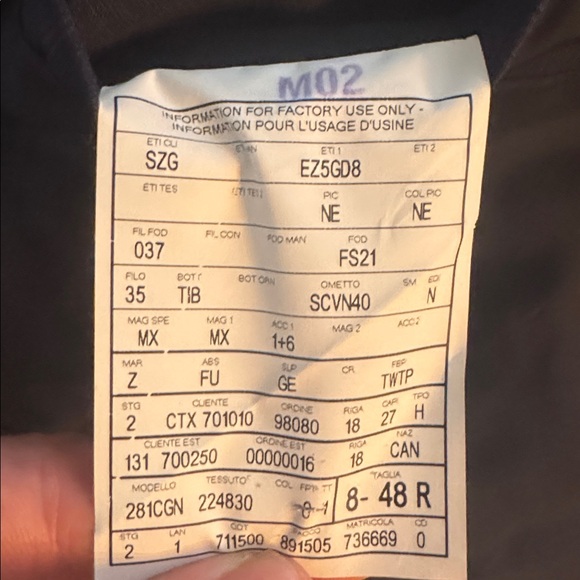 M02
INFORMATION FOR FACTORY USE ONLY -
INFORMATION POUR L'USAGE D'USINE
ETI CLI ETI 1 ETI 2
SZG EZ5GD8
ETI TES PIC COL PIC
NE NE
FIL FOD FIL CON FOD MAN FOD
037 FS21
FILO BOTT OMETTO SM
35 TIB SCVN40 N
MAG SPE MAG 1 ACC 1 MAG 2 ACC 2
MX MX 1+6
MAR ABS SLP CR FEP
Z FU GE TWTP
STG CLIENTE ORDINE RIGA CAR TPO
2 CTX 701010 98080 18 27 H
CLIENTE EST ORDINE EST RIGA NAZ
131 700250 00000016 18 CAN
MODELLO TESSUTO COL TAGLIA
281CGN 224830 8- 48 R
STG LAN MATRICOLA CO
2 1 711500 891505 736669 0